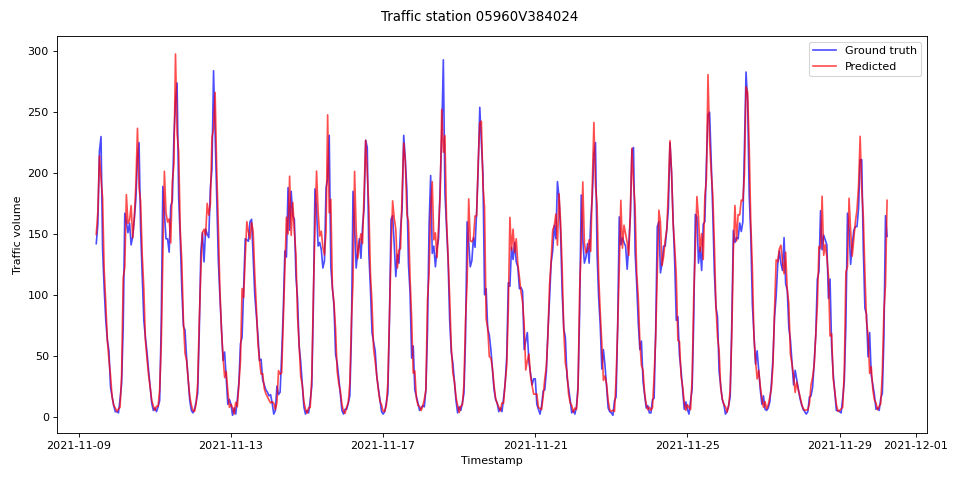 Traffic station 05960V384024
Ground truth
Predicted
300
250
200
150
100
50
0
Traffic volume
2021-11-09
2021-11-13
2021-11-17
2021-11-21
2021-11-25
2021-11-29
2021-12-01
Timestamp